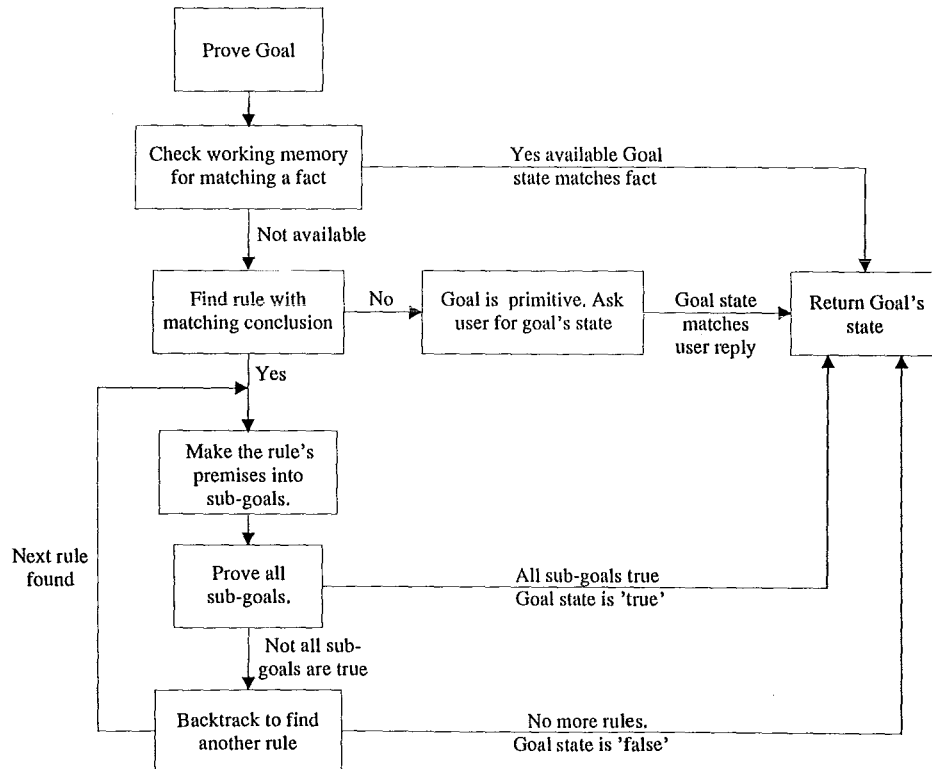 Prove Goal
Check working memory
for matching a fact
Yes available Goal
state matches fact
Not available
Find rule with
matching conclusion
No
Goal is primitive. Ask
user for goal's state
Goal state
matches
user reply
Return Goal's
state
Yes
Make the rule's
premises into
sub-goals.
Next rule
found
Prove all
sub-goals.
All sub-goals true
Goal state is 'true'
Not all sub-
goals are true
Backtrack to find
another rule
No more rules.
Goal state is 'false'